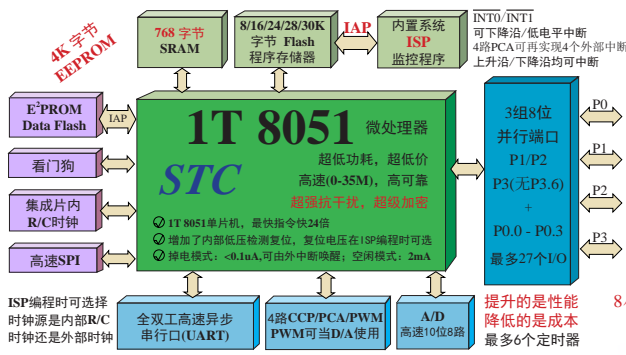 4K 字节
EEPROM
768 字节
SRAM
8/16/24/28/30K
字节 Flash
程序存储器
IAP
内置系统
ISP
监控程序
INT0/INT1
可下降沿/低电平中断
4路PCA可再实现4个外部中断
上升沿/下降沿均可中断
E²PROM
Data Flash
IAP
看门狗
集成片内
R/C时钟
高速SPI
1T 8051 微处理器
STC
超低功耗，超低价
高速(0-35M)，高可靠
超强抗干扰，超级加密
1T 8051单片机，最快指令快24倍
增加了内部低压检测复位，复位电压在ISP编程时可选
掉电模式：<0.1uA,可由外中断唤醒；空闲模式：2mA
3组8位
并行端口
P1/P2
P3(无P3.6)
+
P0.0 - P0.3
最多27个I/O
P0
P1
P2
P3
ISP编程时可选择
时钟源是内部R/C
时钟还是外部时钟
全双工高速异步
串行口(UART)
4路CCP/PCA/PWM
PWM可当D/A使用
A/D
高速10位8路
提升的是性能
降低的是成本
最多6个定时器
8